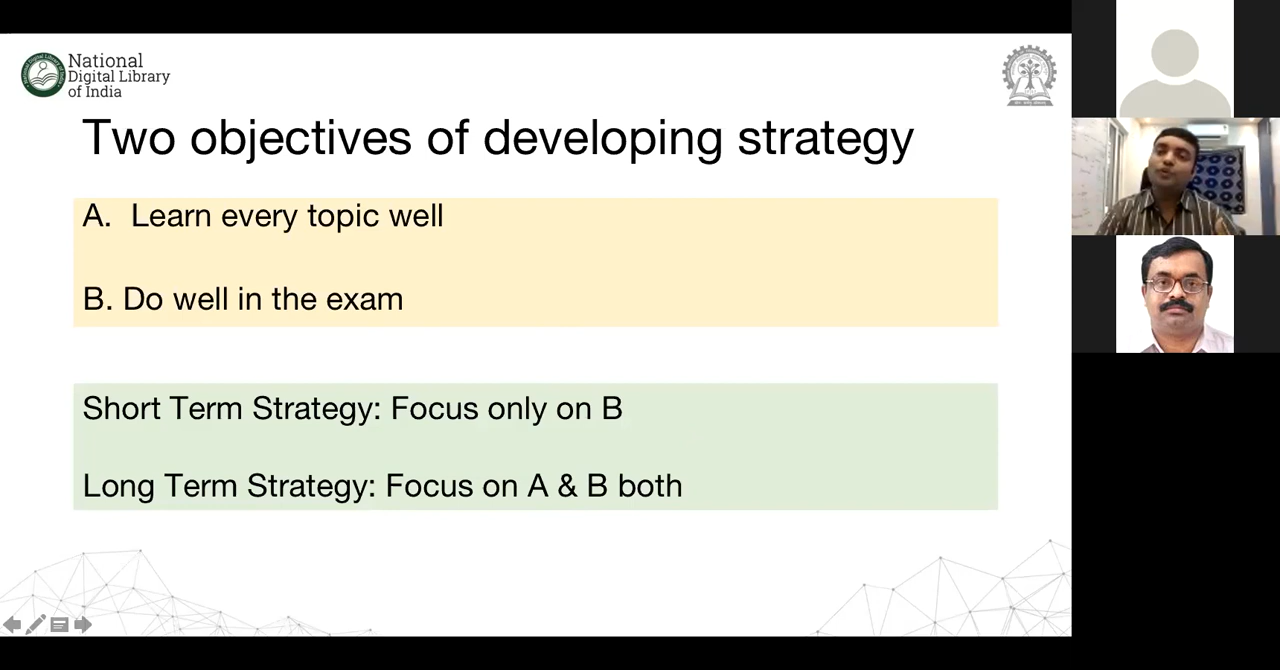 National
Digital Library
of India
Two objectives of developing strategy
A. Learn every topic well
B. Do well in the exam
Short Term Strategy: Focus only on B
Long Term Strategy: Focus on A & B both